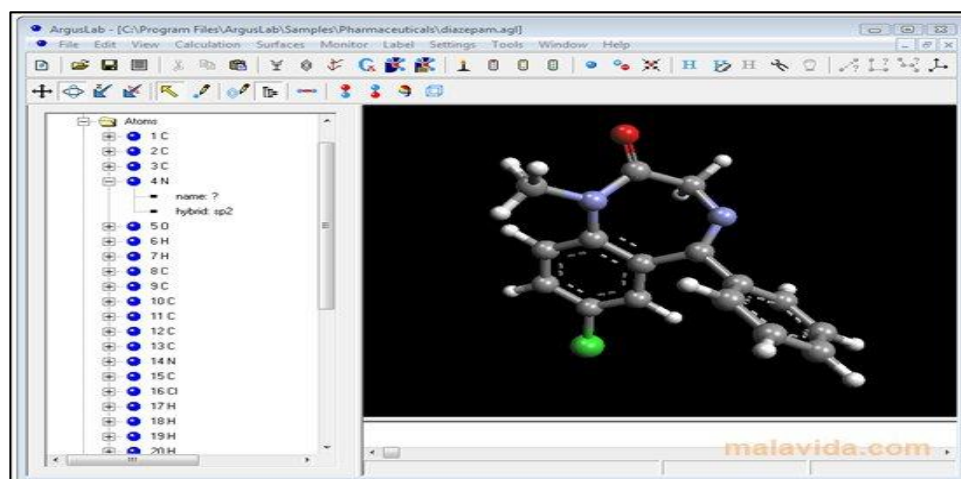 ArgusLab - [C:\Program Files\ArgusLab\Samples\Pharmaceuticals\diazepam.agl]
File Edit View Calculation Surfaces Monitor Label Settings Tools Window Help
Atoms
1 C
2 C
3 C
4 N
name: ?
hybrid: sp2
5 O
6 H
7 H
8 C
9 C
10 C
11 C
12 C
13 C
14 N
15 C
16 Cl
17 H
18 H
19 H
20 H
malavida.com